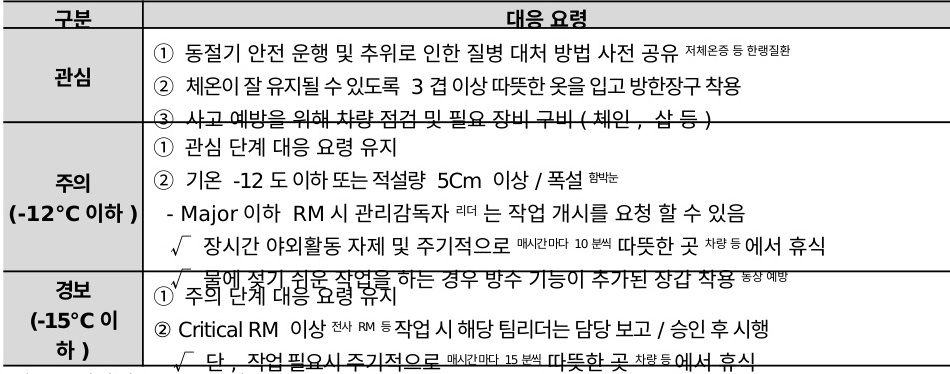 구분 대응 요령
관심
① 동절기 안전 운행 및 추위로 인한 질병 대처 방법 사전 공유 저체온증 등 한랭질환
② 체온이 잘 유지될 수 있도록 3 겹 이상 따뜻한 옷을 입고 방한장구 착용
③ 사고 예방을 위해 차량 점검 및 필요 장비 구비 ( 체인 , 삽 등 )
주의
(-12°C 이하 )
① 관심 단계 대응 요령 유지
② 기온 -12 도 이하 또는 적설량 5Cm 이상 / 폭설 함박눈
- Major 이하 RM 시 관리감독자 리더 는 작업 개시를 요청 할 수 있음
√ 장시간 야외활동 자제 및 주기적으로 매시간마다 10 분씩 따뜻한 곳 차량 등 에서 휴식
√ 물에 젖기 쉬운 작업을 하는 경우 방수 기능이 추가된 장갑 착용 동상 예방
경보
(-15°C 이
하 )
① 주의 단계 대응 요령 유지
② Critical RM 이상 전사 RM 등 작업 시 해당 팀리더는 담당 보고 / 승인 후 시행
√ 단 , 작업 필요시 주기적으로 매시간마다 15 분씩 따뜻한 곳 차량 등 에서 휴식